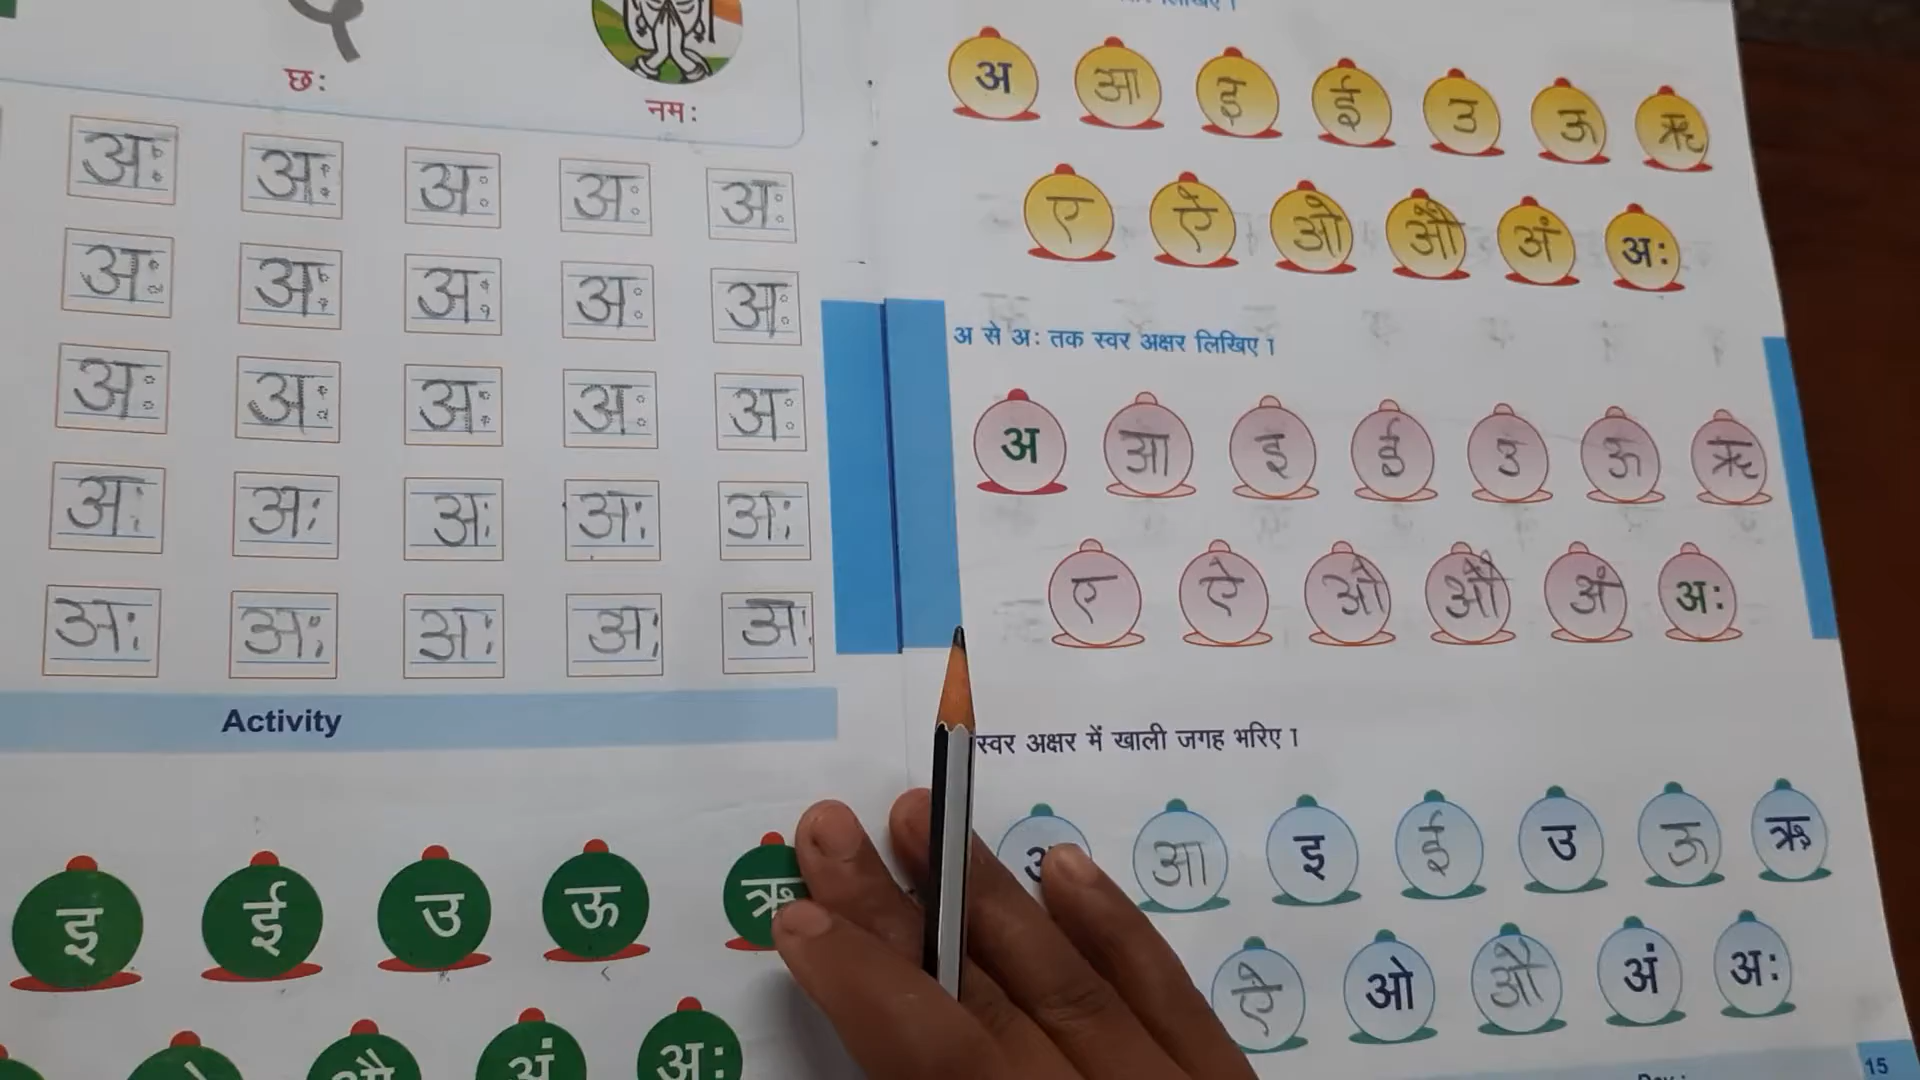 छः
नमः
अः अः अः अः अः
अः अः अः अः अः
अः अः अः अः अः
अः अः अः अः अः
अः अः अः अः अः
Activity
इ ई उ ऊ ऋ
औ अं अः
लिखिए ।
अ आ इ ई उ ऊ ऋ
ए ऐ ओ औ अं अः
अ से अः तक स्वर अक्षर लिखिए ।
अ आ इ ई उ ऊ ऋ
ए ऐ ओ औ अं अः
स्वर अक्षर में खाली जगह भरिए ।
आ इ ई उ ऊ ऋ
ऐ ओ औ अं अः
15